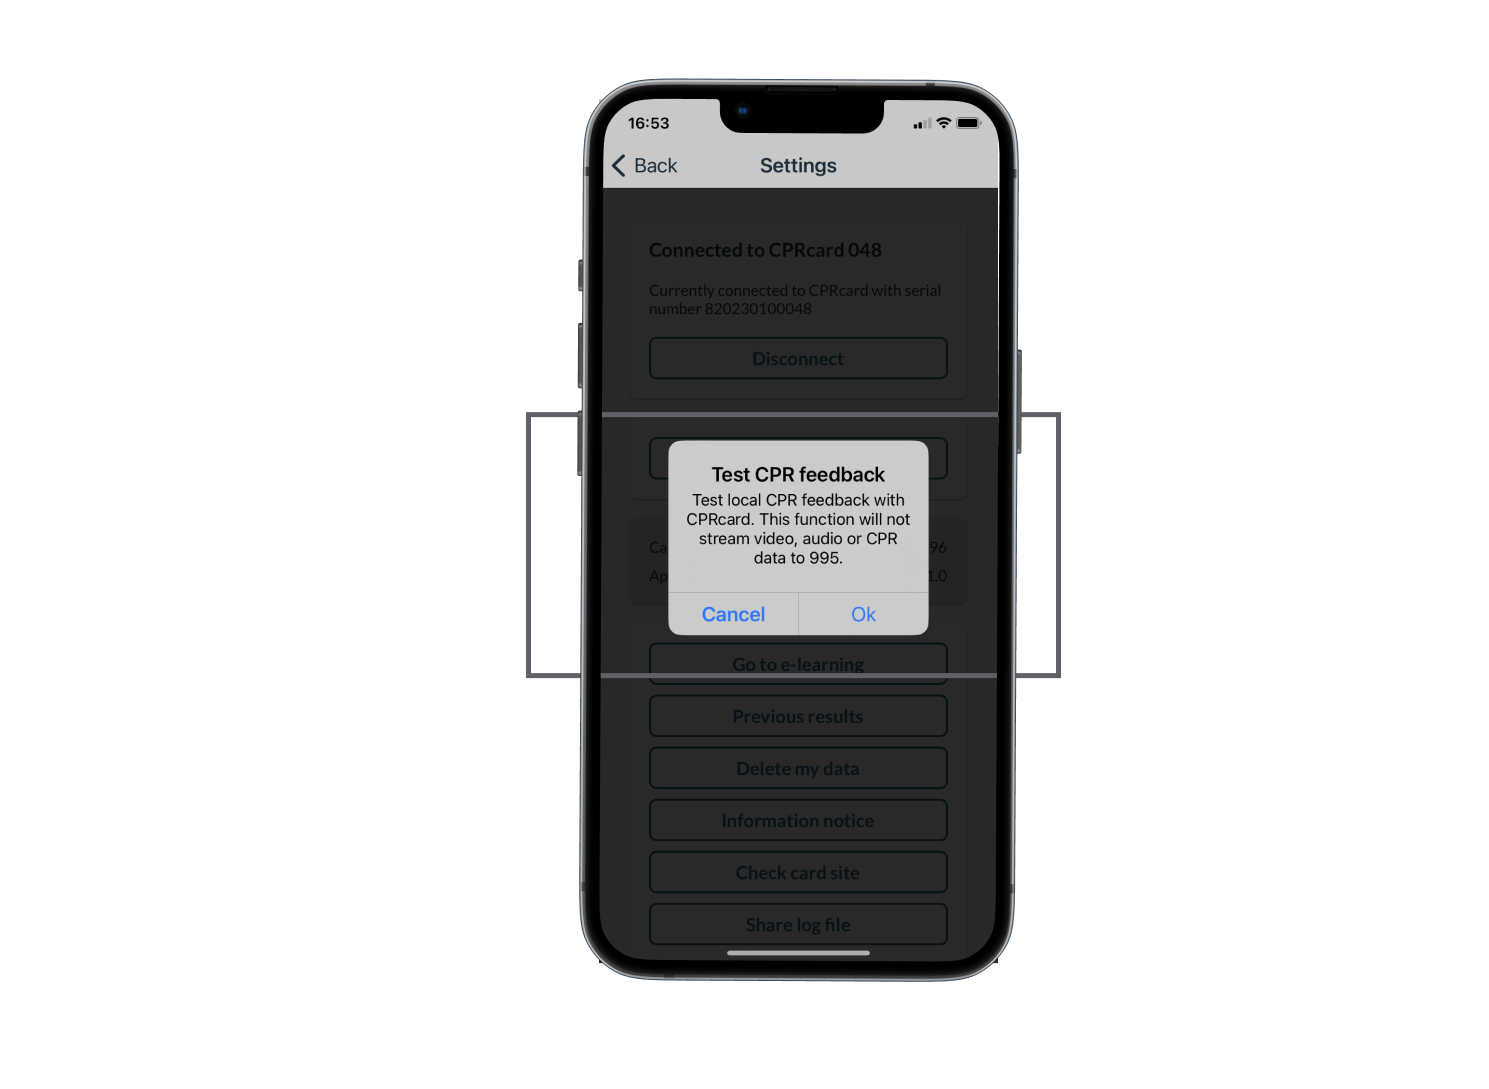 16:53
Back
Settings
Connected to CPRcard 048
Currently connected to CPRcard with serial
number 820230100048
Disconnect
Test CPR feedback
Test local CPR feedback with
CPRcard. This function will not
stream video, audio or CPR
data to 995.
Ca 96
Ap 1.0
Cancel
Ok
Go to e-learning
Previous results
Delete my data
Information notice
Check card site
Share log file